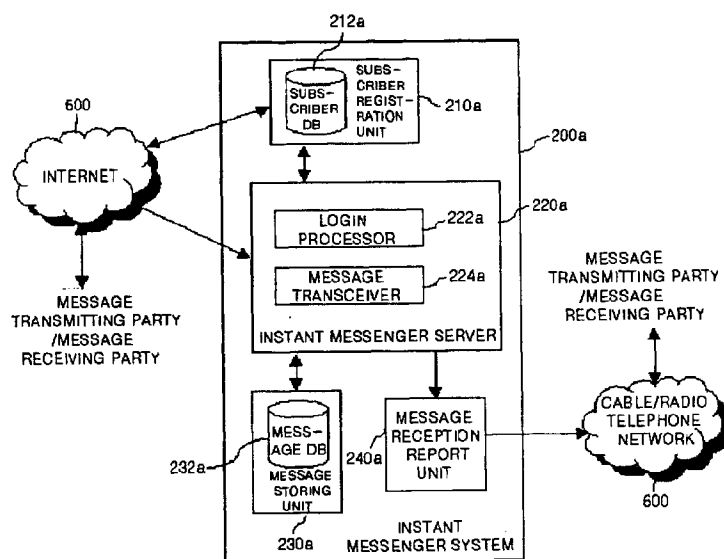 212a
SUBS-
CRIBER
DB
SUBS-
CRIBER
REGIST-
RATION
UNIT
210a
200a
600
INTERNET
220a
LOGIN
PROCESSOR
222a
MESSAGE
TRANSCEIVER
224a
INSTANT MESSENGER SERVER
MESSAGE
TRANSMITTING PARTY
/MESSAGE
RECEIVING PARTY
MESSAGE
TRANSMITTING PARTY
/MESSAGE
RECEIVING PARTY
232a
MESS-
AGE DB
MESSAGE
STORING
UNIT
230a
240a
MESSAGE
RECEPTION
REPORT
UNIT
CABLE/RADIO
TELEPHONE
NETWORK
600
INSTANT
MESSENGER SYSTEM